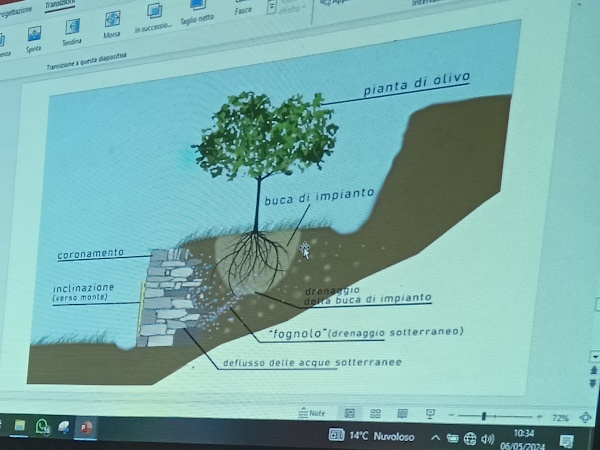 Progettazione
Transizioni
Spinta
Tendina
Morsa
In successio...
Taglio netto
Fasce
Transizione a questa diapositiva
pianta di olivo
buca di impianto
coronamento
inclinazione
(verso monte)
drenaggio
della buca di impianto
"fognolo" (drenaggio sotterraneo)
deflusso delle acque sotterranee
Note
72%
14°C Nuvoloso
10:34
06/05/2024